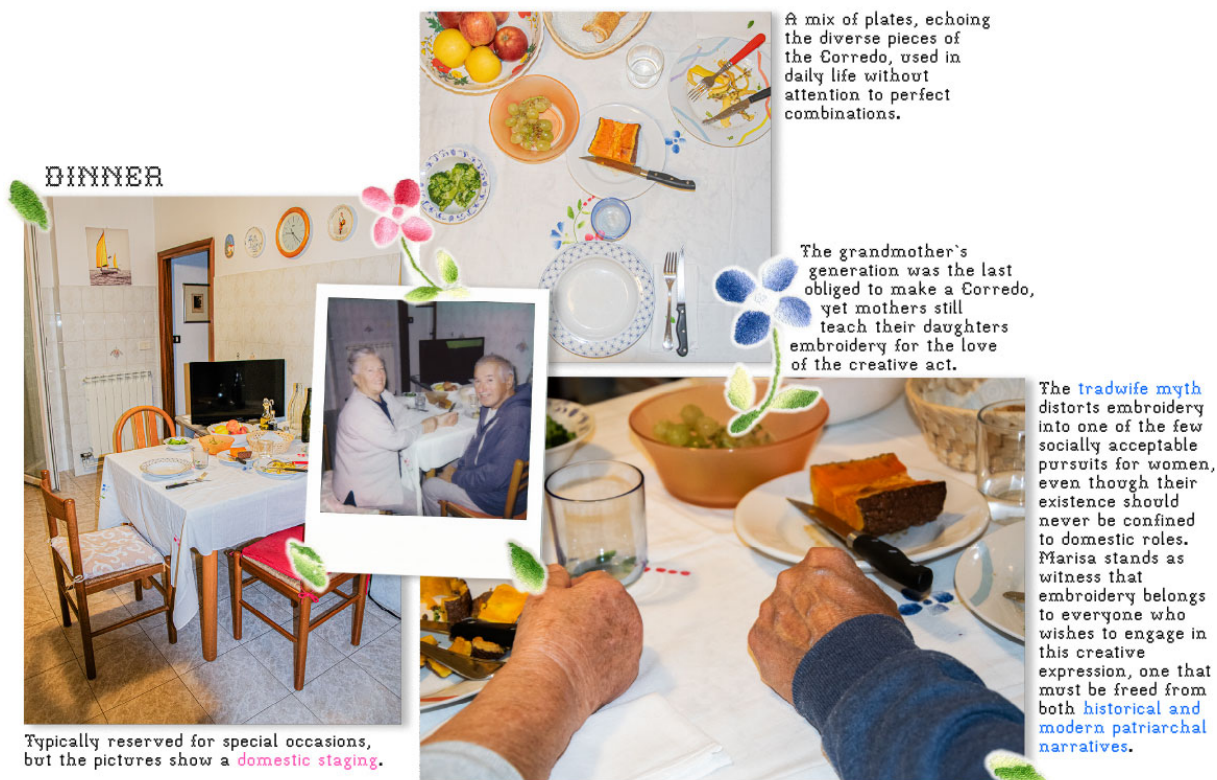 A mix of plates, echoing
the diverse pieces of
the Corredo, used in
daily life without
attention to perfect
combinations.
DINNER
The grandmother`s
generation was the last
obliged to make a Corredo,
yet mothers still
teach their daughters
embroidery for the love
of the creative act.
The tradwife myth
distorts embroidery
into one of the few
socially acceptable
pursuits for women,
even though their
existence should
never be confined
to domestic roles.
Marisa stands as
witness that
embroidery belongs
to everyone who
wishes to engage in
this creative
expression, one that
must be freed from
both historical and
modern patriarchal
narratives.
Typically reserved for special occasions,
but the pictures show a domestic staging.